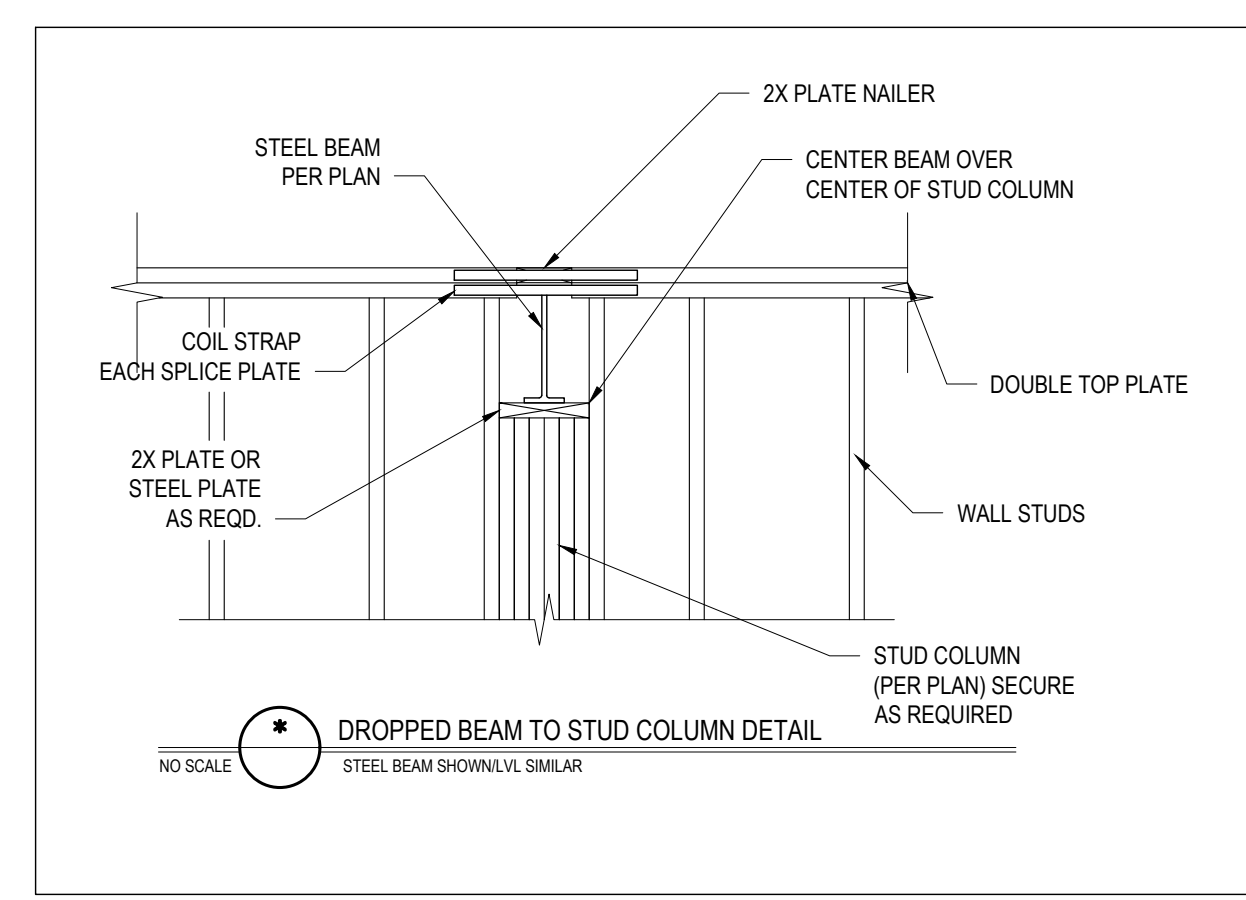 2X PLATE NAILER
STEEL BEAM
PER PLAN
CENTER BEAM OVER
CENTER OF STUD COLUMN
COIL STRAP
EACH SPLICE PLATE
DOUBLE TOP PLATE
2X PLATE OR
STEEL PLATE
AS REQD.
WALL STUDS
STUD COLUMN
(PER PLAN) SECURE
AS REQUIRED
*
DROPPED BEAM TO STUD COLUMN DETAIL
NO SCALE
STEEL BEAM SHOWN/LVL SIMILAR